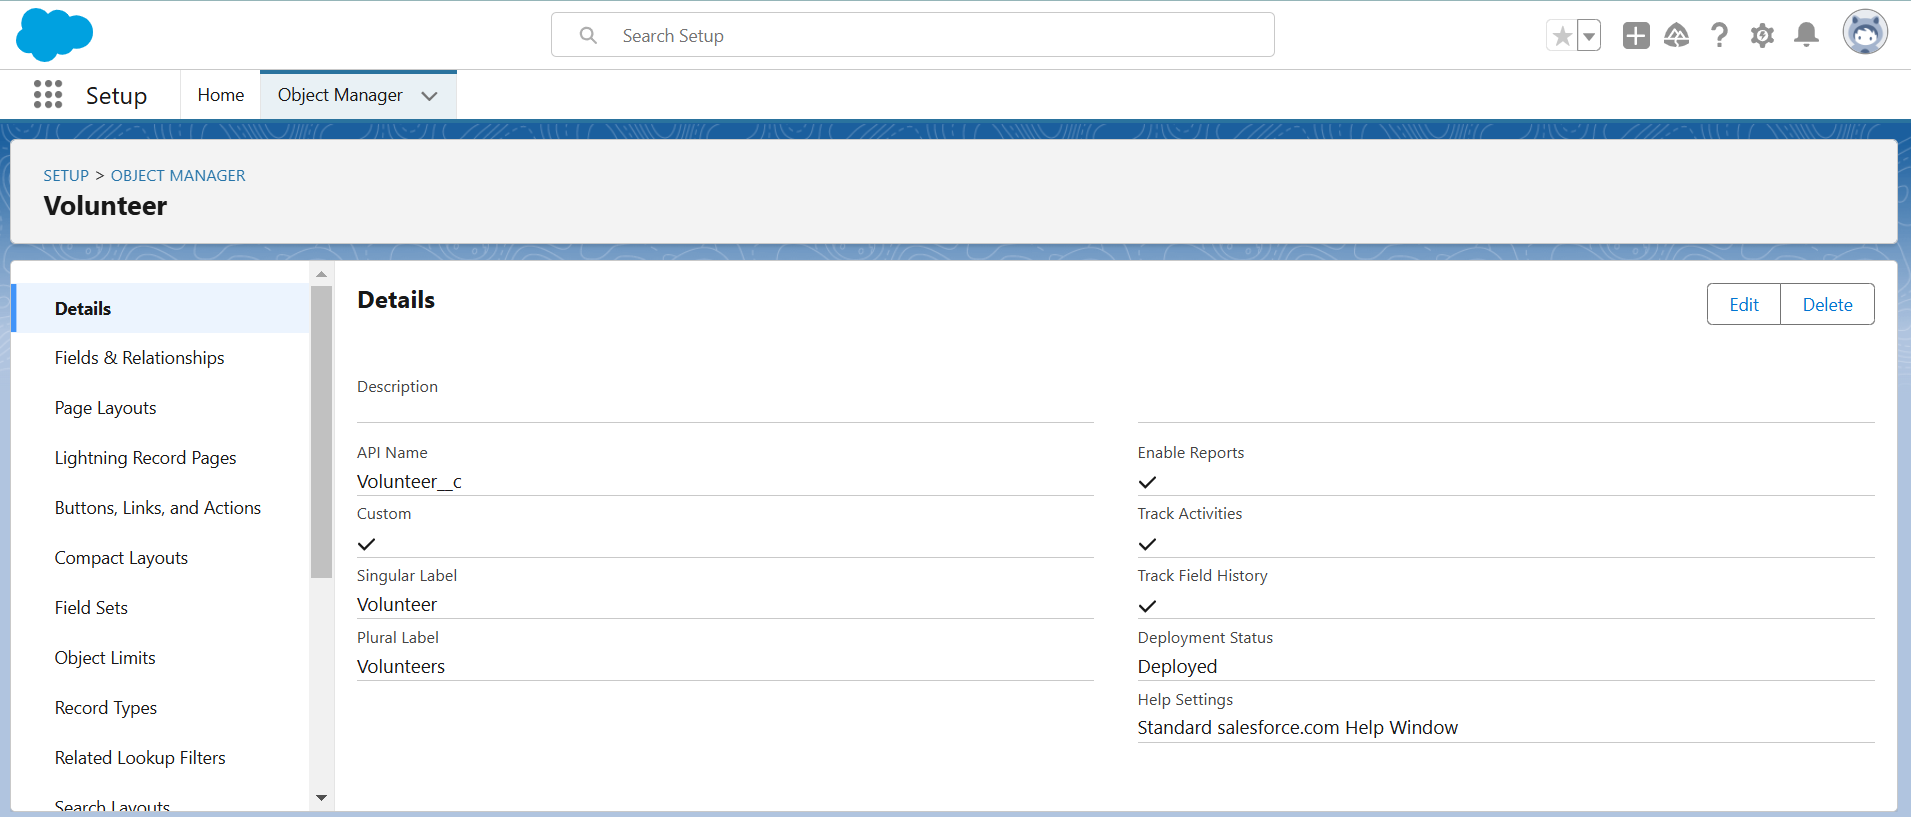 Search Setup
Setup
Home
Object Manager
SETUP > OBJECT MANAGER
Volunteer
Details
Fields & Relationships
Page Layouts
Lightning Record Pages
Buttons, Links, and Actions
Compact Layouts
Field Sets
Object Limits
Record Types
Related Lookup Filters
Search Layouts
Details
Edit
Delete
Description
API Name
Volunteer__c
Custom
Singular Label
Volunteer
Plural Label
Volunteers
Enable Reports
Track Activities
Track Field History
Deployment Status
Deployed
Help Settings
Standard salesforce.com Help Window